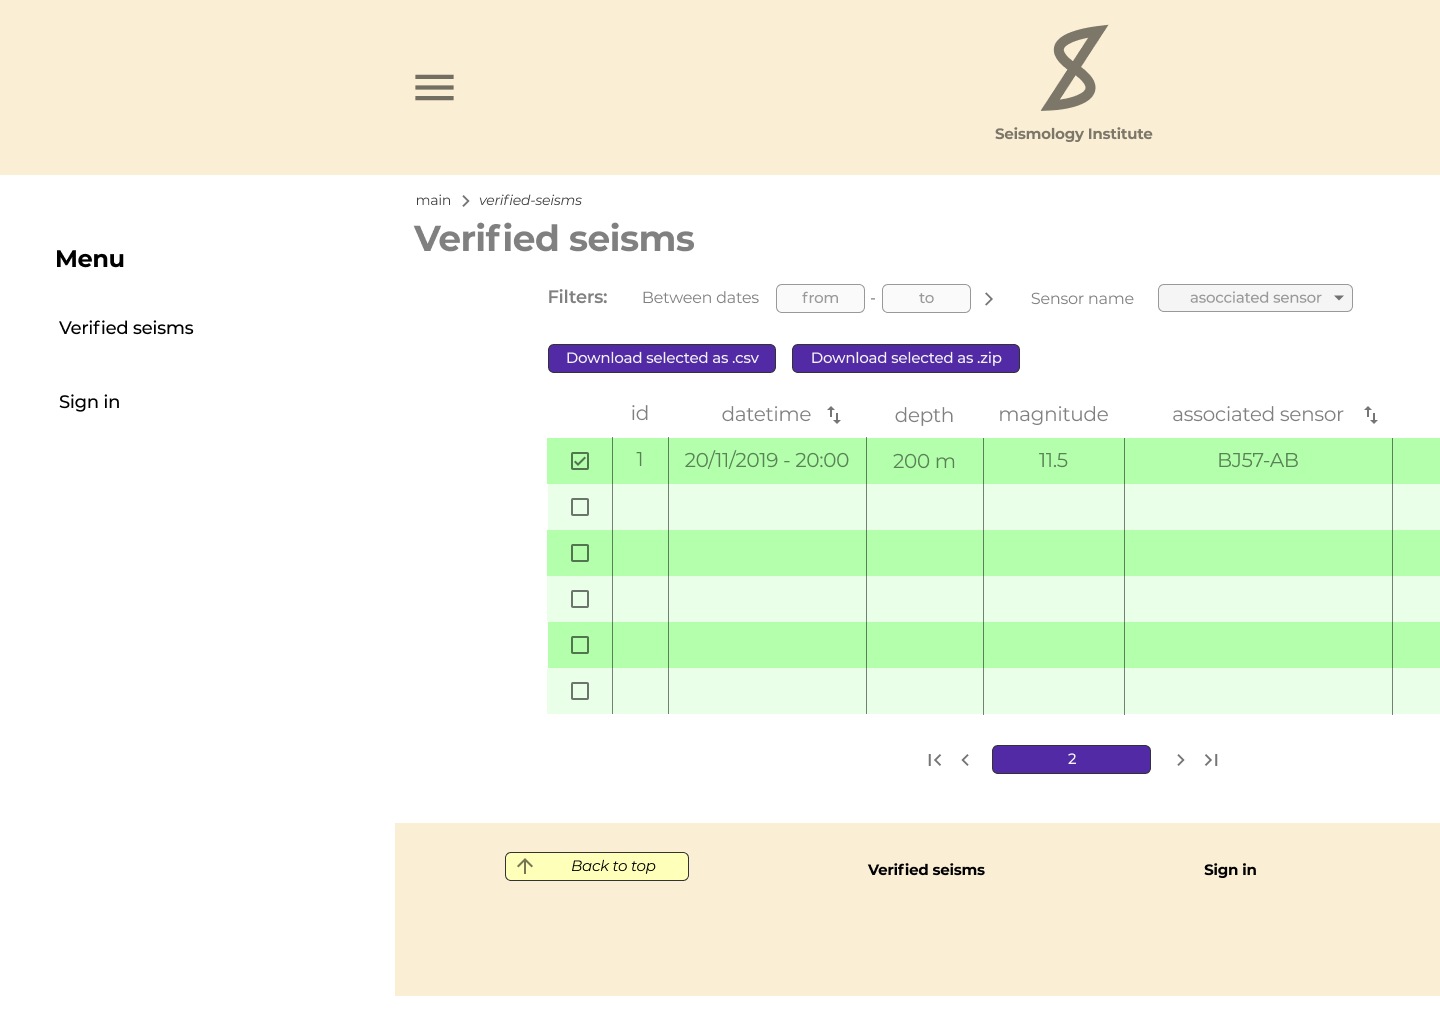 Seismology Institute
main verified-seisms
Verified seisms
Menu
Verified seisms
Sign in
Filters: Between dates from - to Sensor name asocciated sensor
Download selected as .csv Download selected as .zip
id datetime depth magnitude associated sensor
1 20/11/2019 - 20:00 200 m 11.5 BJ57-AB
2
Back to top Verified seisms Sign in